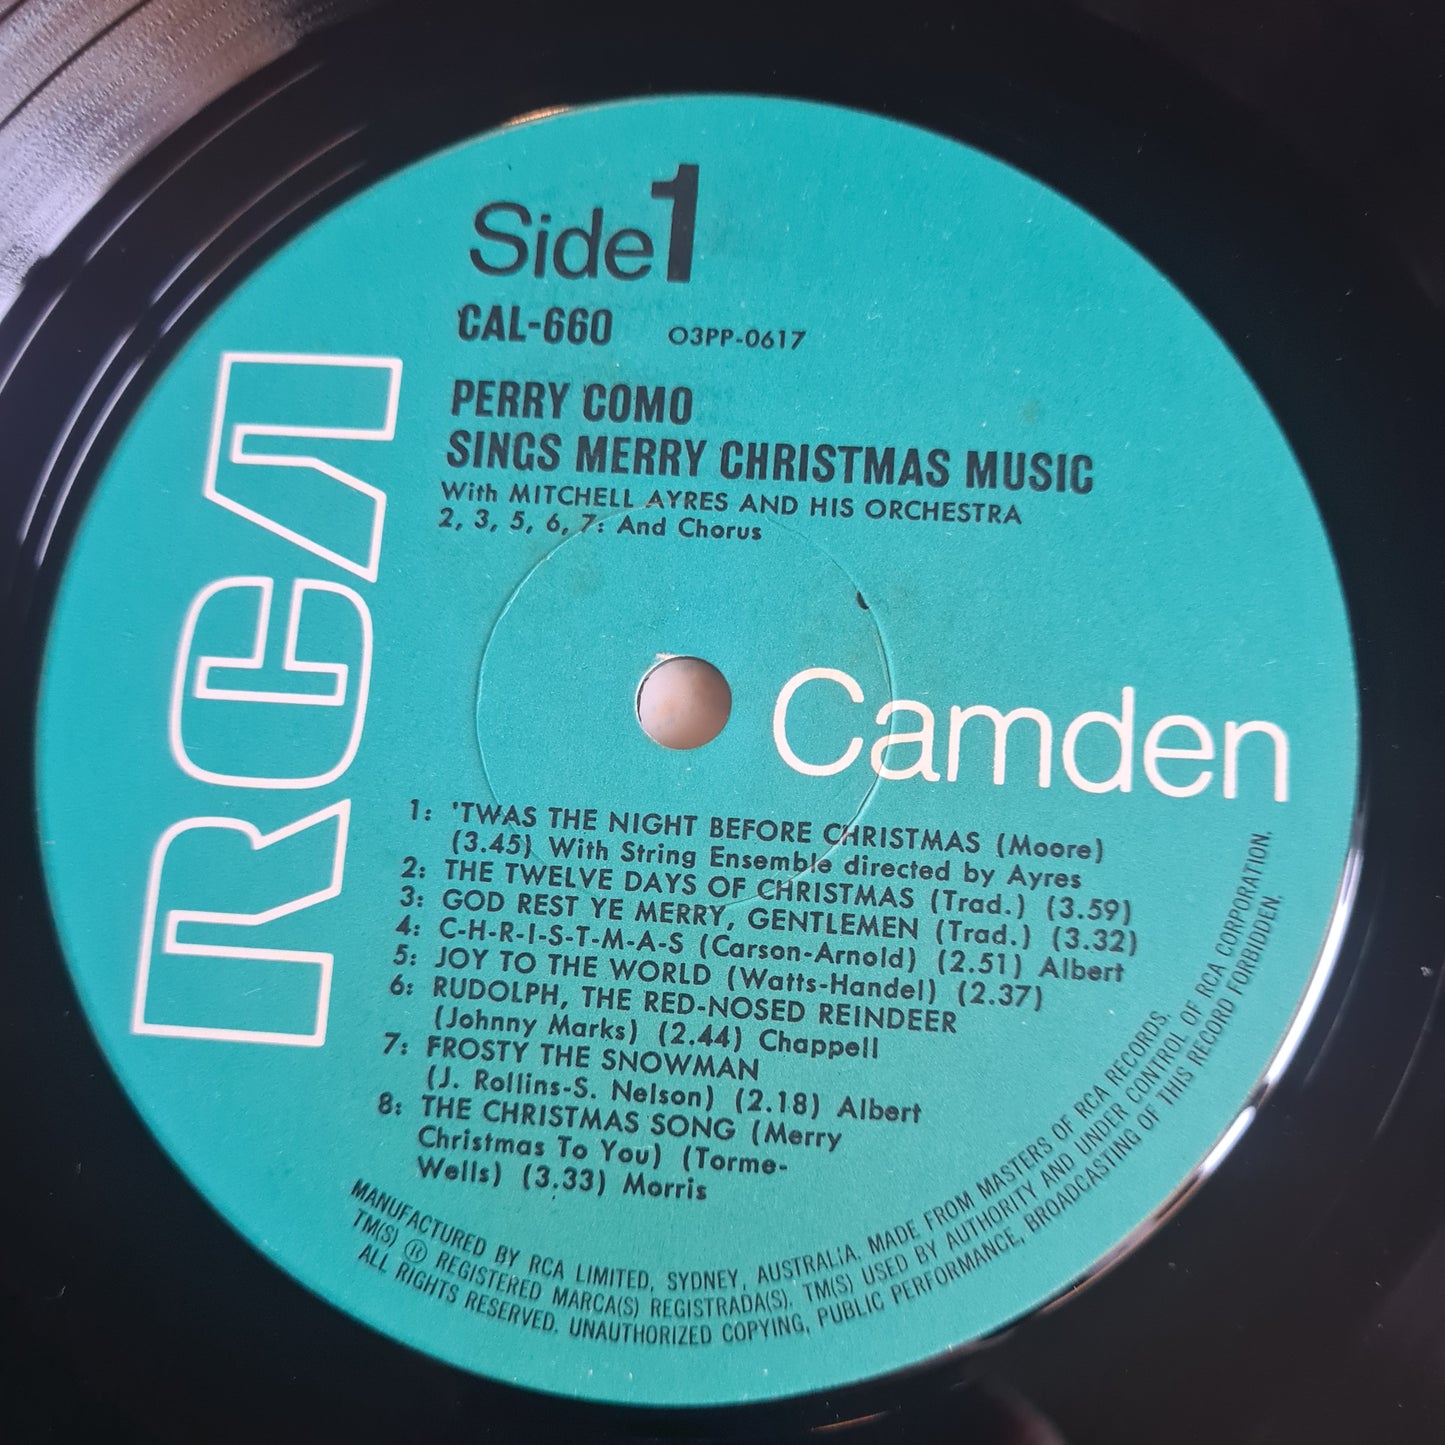 Side 1
CAL-660 O3PP-0617
PERRY COMO
SINGS MERRY CHRISTMAS MUSIC
With MITCHELL AYRES AND HIS ORCHESTRA
2, 3, 5, 6, 7: And Chorus
RCA
Camden
1: 'TWAS THE NIGHT BEFORE CHRISTMAS (Moore)
(3.45) With String Ensemble directed by Ayres
2: THE TWELVE DAYS OF CHRISTMAS (Trad.) (3.59)
3: GOD REST YE MERRY, GENTLEMEN (Trad.) (3.32)
4: C-H-R-I-S-T-M-A-S (Carson-Arnold) (2.51) Albert
5: JOY TO THE WORLD (Watts-Handel) (2.37)
6: RUDOLPH, THE RED-NOSED REINDEER
(Johnny Marks) (2.44) Chappell
7: FROSTY THE SNOWMAN
(J. Rollins-S. Nelson) (2.18) Albert
8: THE CHRISTMAS SONG (Merry
Christmas To You) (Torme-
Wells) (3.33) Morris
MANUFACTURED BY RCA LIMITED, SYDNEY, AUSTRALIA. MADE FROM MASTERS OF RCA RECORDS.
TM(S) ® REGISTERED MARCA(S) REGISTRADA(S). TM(S) USED BY AUTHORITY AND UNDER CONTROL OF RCA CORPORATION.
ALL RIGHTS RESERVED. UNAUTHORIZED COPYING, PUBLIC PERFORMANCE, BROADCASTING OF THIS RECORD FORBIDDEN.